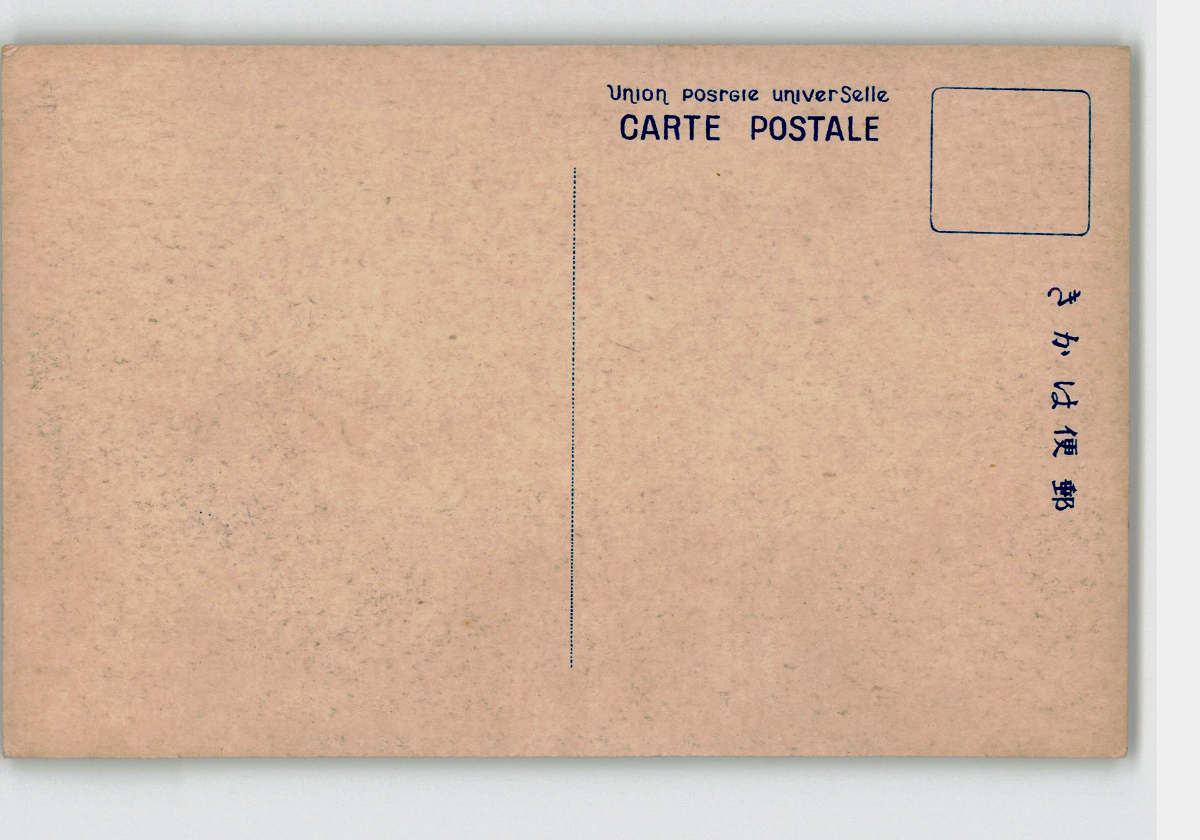 Union posrGie univerSelle
CARTE POSTALE
きかは便郵